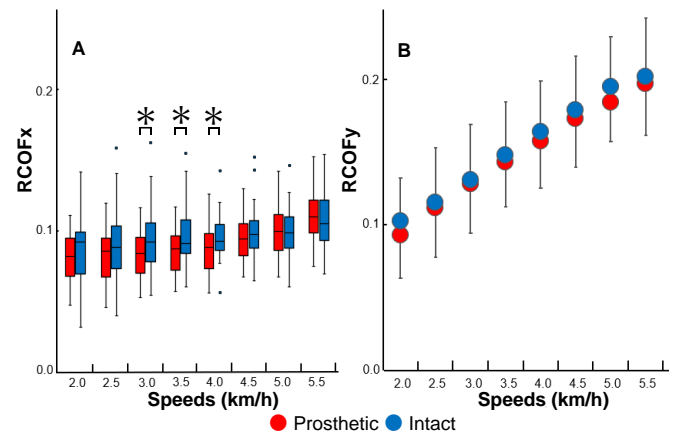 A
B
RCOFx
0.2
0.1
0.0
* * *
2.0 2.5 3.0 3.5 4.0 4.5 5.0 5.5
Speeds (km/h)
RCOFy
0.2
0.1
0.0
2.0 2.5 3.0 3.5 4.0 4.5 5.0 5.5
Speeds (km/h)
Prosthetic Intact